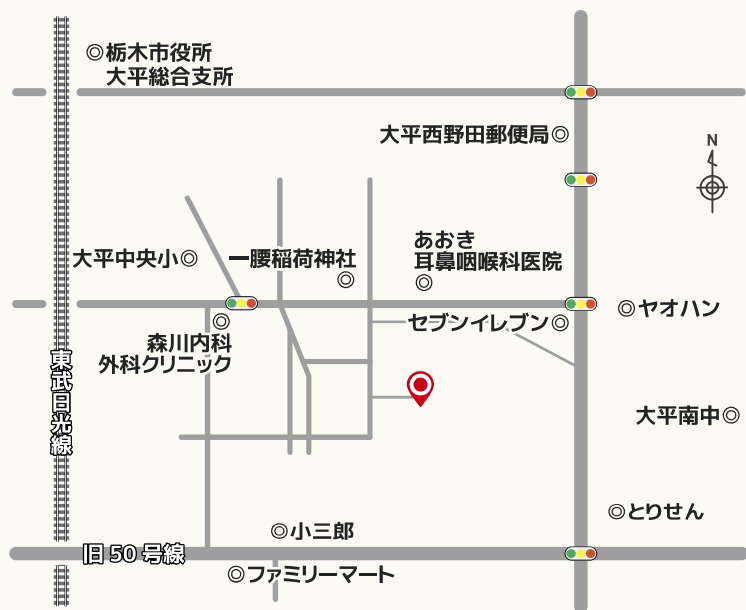 栃木市役所
大平総合支所
大平西野田郵便局
N
大平中央小
一腰稲荷神社
あおき
耳鼻咽喉科医院
ヤオハン
セブンイレブン
森川内科
外科クリニック
東武日光線
大平南中
とりせん
小三郎
旧50号線
ファミリーマート